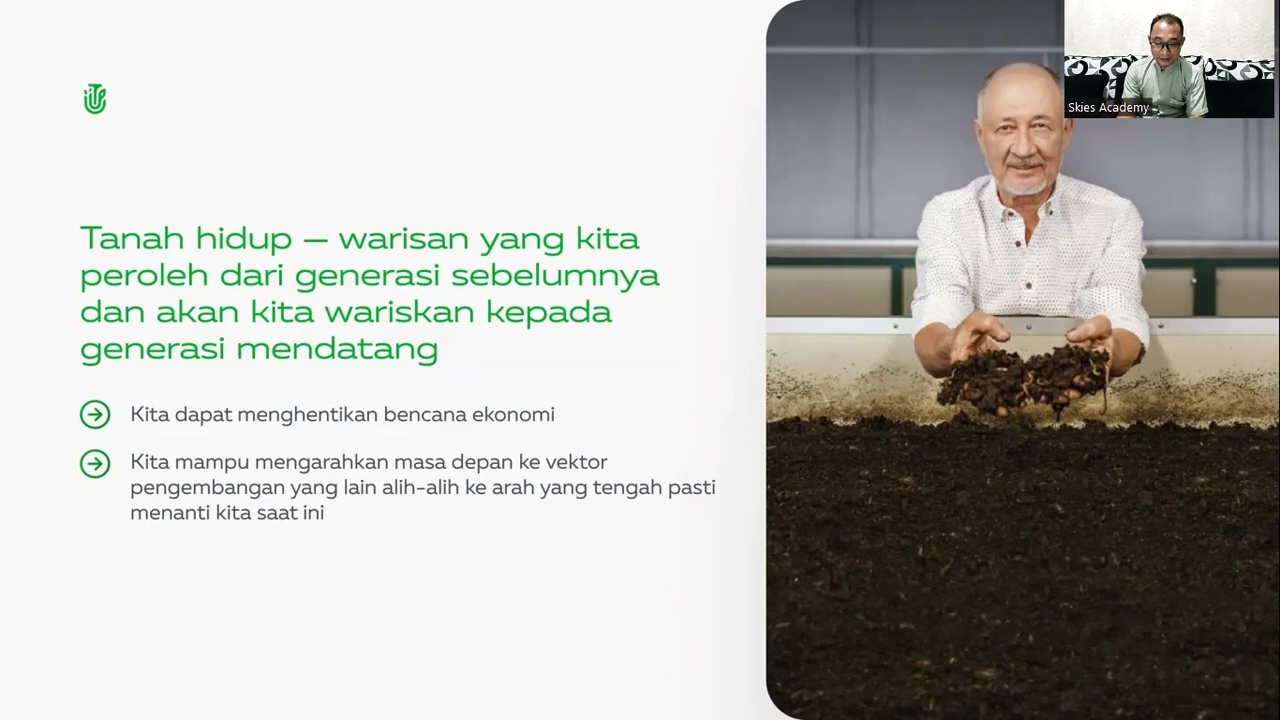 Skies Academy
Tanah hidup — warisan yang kita
peroleh dari generasi sebelumnya
dan akan kita wariskan kepada
generasi mendatang
Kita dapat menghentikan bencana ekonomi
Kita mampu mengarahkan masa depan ke vektor
pengembangan yang lain alih-alih ke arah yang tengah pasti
menanti kita saat ini